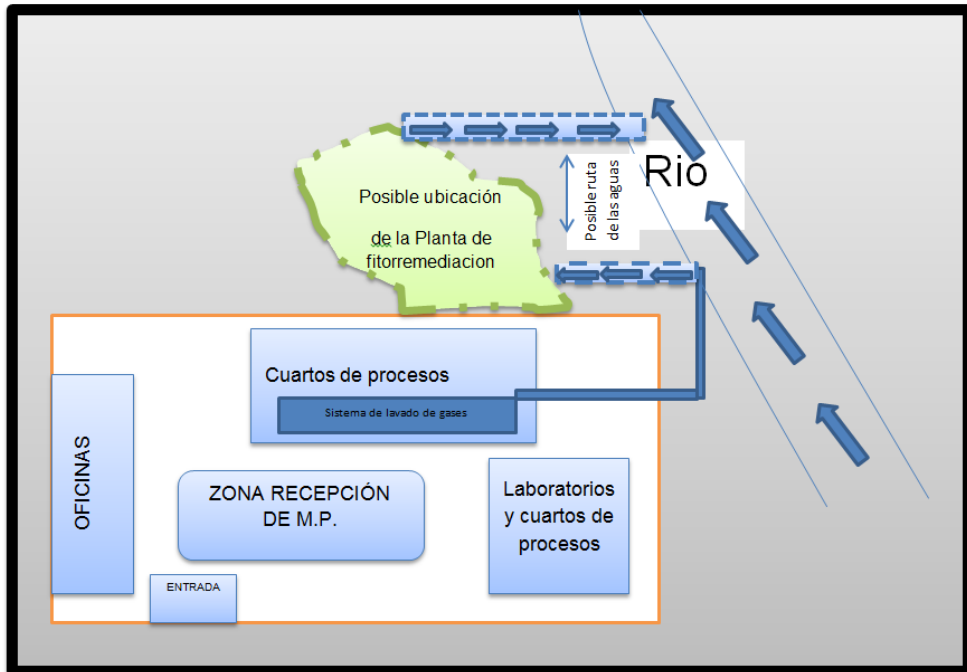 Posible ubicación
de la Planta de
fitorremediacion
Posible ruta
de las aguas
Rio
Cuartos de procesos
Sistema de lavado de gases
OFICINAS
ZONA RECEPCIÓN
DE M.P.
Laboratorios
y cuartos de
procesos
ENTRADA